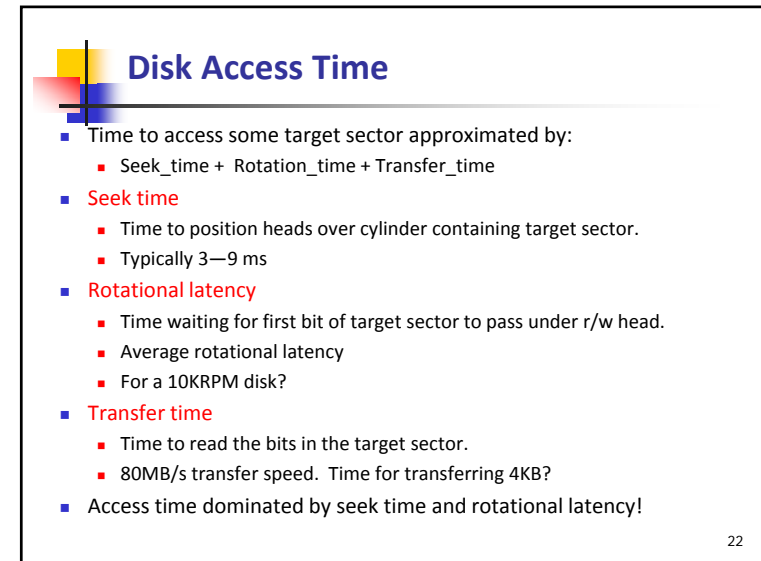 Disk Access Time
Time to access some target sector approximated by:
Seek_time + Rotation_time + Transfer_time
Seek time
Time to position heads over cylinder containing target sector.
Typically 3—9 ms
Rotational latency
Time waiting for first bit of target sector to pass under r/w head.
Average rotational latency
For a 10KRPM disk?
Transfer time
Time to read the bits in the target sector.
80MB/s transfer speed. Time for transferring 4KB?
Access time dominated by seek time and rotational latency!
22